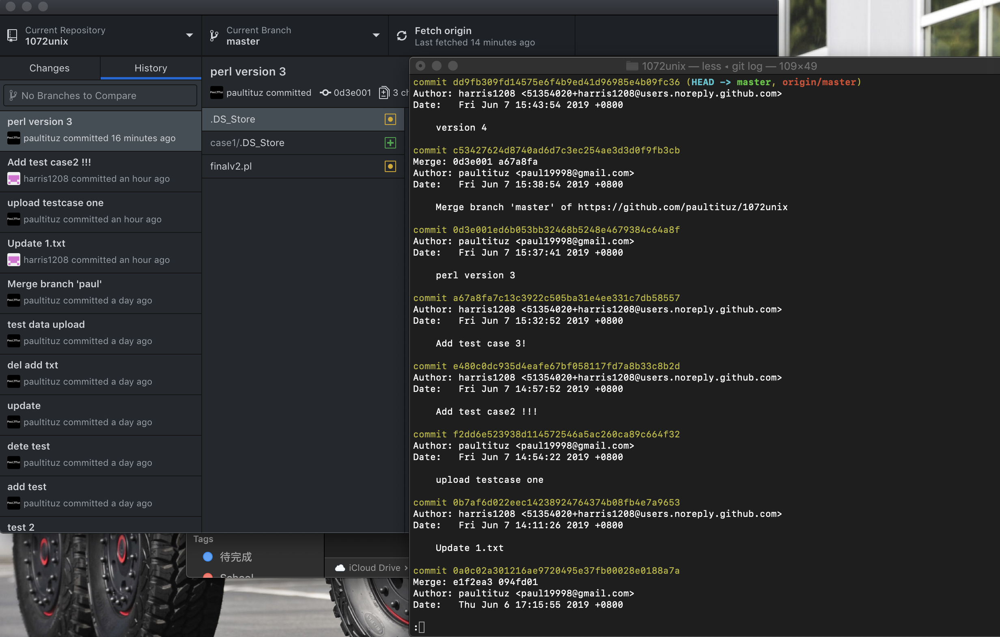 Current Repository
1072unix
Current Branch
master
Fetch origin
Last fetched 14 minutes ago
Changes
History
No Branches to Compare
perl version 3
paultituz committed 16 minutes ago
Add test case2 !!!
harris1208 committed an hour ago
upload testcase one
paultituz committed an hour ago
Update 1.txt
harris1208 committed an hour ago
Merge branch 'paul'
paultituz committed a day ago
test data upload
paultituz committed a day ago
del add txt
paultituz committed a day ago
update
paultituz committed a day ago
dete test
paultituz committed a day ago
add test
paultituz committed a day ago
test 2
perl version 3
paultituz committed 0d3e001 3 ch
.DS_Store
case1/.DS_Store
finalv2.pl
1072unix — less ◂ git log — 109×49
commit dd9fb309fd14575e6f4b9ed41d96985e4b09fc36 (HEAD -> master, origin/master)
Author: harris1208 <51354020+harris1208@users.noreply.github.com>
Date:   Fri Jun 7 15:43:54 2019 +0800
version 4
commit c53427624d8740ad6d7c3ec254ae3d3d0f9fb3cb
Merge: 0d3e001 a67a8fa
Author: paultituz <paul19998@gmail.com>
Date:   Fri Jun 7 15:38:54 2019 +0800
Merge branch 'master' of https://github.com/paultituz/1072unix
commit 0d3e001ed6b053bb32468b5248e4679384c64a8f
Author: paultituz <paul19998@gmail.com>
Date:   Fri Jun 7 15:37:41 2019 +0800
perl version 3
commit a67a8fa7c13c3922c505ba31e4ee331c7db58557
Author: harris1208 <51354020+harris1208@users.noreply.github.com>
Date:   Fri Jun 7 15:32:52 2019 +0800
Add test case 3!
commit e480c0dc935d4eafe67bf058117fd7a8b33c8b2d
Author: harris1208 <51354020+harris1208@users.noreply.github.com>
Date:   Fri Jun 7 14:57:52 2019 +0800
Add test case2 !!!
commit f2dd6e523938d114572546a5ac260ca89c664f32
Author: paultituz <paul19998@gmail.com>
Date:   Fri Jun 7 14:54:22 2019 +0800
upload testcase one
commit 0b7af6d022eec14238924764374b08fb4e7a9653
Author: harris1208 <51354020+harris1208@users.noreply.github.com>
Date:   Fri Jun 7 14:11:26 2019 +0800
Update 1.txt
commit 0a0c02a301216ae9720495e37fb00028e0188a7a
Merge: e1f2ea3 094fd01
Author: paultituz <paul19998@gmail.com>
Date:   Thu Jun 6 17:15:55 2019 +0800
:
Tags
待完成
School
iCloud Drive ›
TRI-PLY